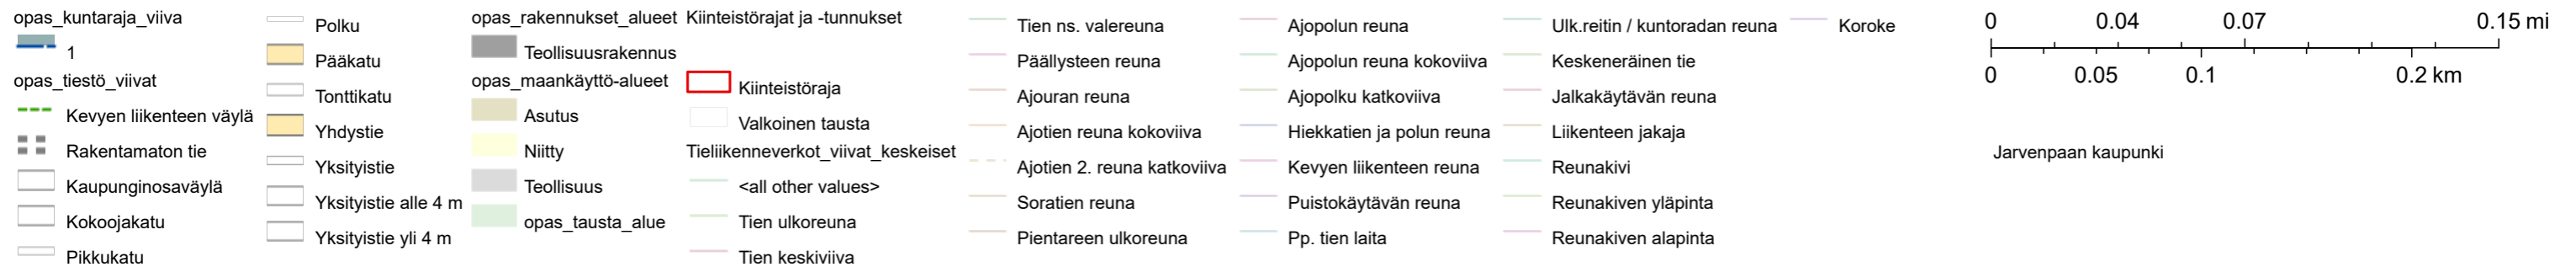 opas_kuntaraja_viiva
1
opas_tiestö_viivat
Kevyen liikenteen väylä
Rakentamaton tie
Kaupunginosaväylä
Kokoojakatu
Pikkukatu
Polku
Pääkatu
Tonttikatu
Yhdystie
Yksityistie
Yksityistie alle 4 m
Yksityistie yli 4 m
opas_rakennukset_alueet
Teollisuusrakennus
opas_maankäyttö-alueet
Asutus
Niitty
Teollisuus
opas_tausta_alue
Kiinteistörajat ja -tunnukset
Kiinteistöraja
Valkoinen tausta
Tieliikenneverkot_viivat_keskeiset
<all other values>
Tien ulkoreuna
Tien keskiviiva
Tien ns. valereuna
Päällysteen reuna
Ajouran reuna
Ajotien reuna kokoviiva
Ajotien 2. reuna katkoviiva
Soratien reuna
Pientareen ulkoreuna
Ajopolun reuna
Ajopolun reuna kokoviiva
Ajopolku katkoviiva
Hiekkatien ja polun reuna
Kevyen liikenteen reuna
Puistokäytävän reuna
Pp. tien laita
Ulk.reitin / kuntoradan reuna
Keskeneräinen tie
Jalkakäytävän reuna
Liikenteen jakaja
Reunakivi
Reunakiven yläpinta
Reunakiven alapinta
Koroke
0 0.04 0.07 0.15 mi
0 0.05 0.1 0.2 km
Jarvenpaan kaupunki